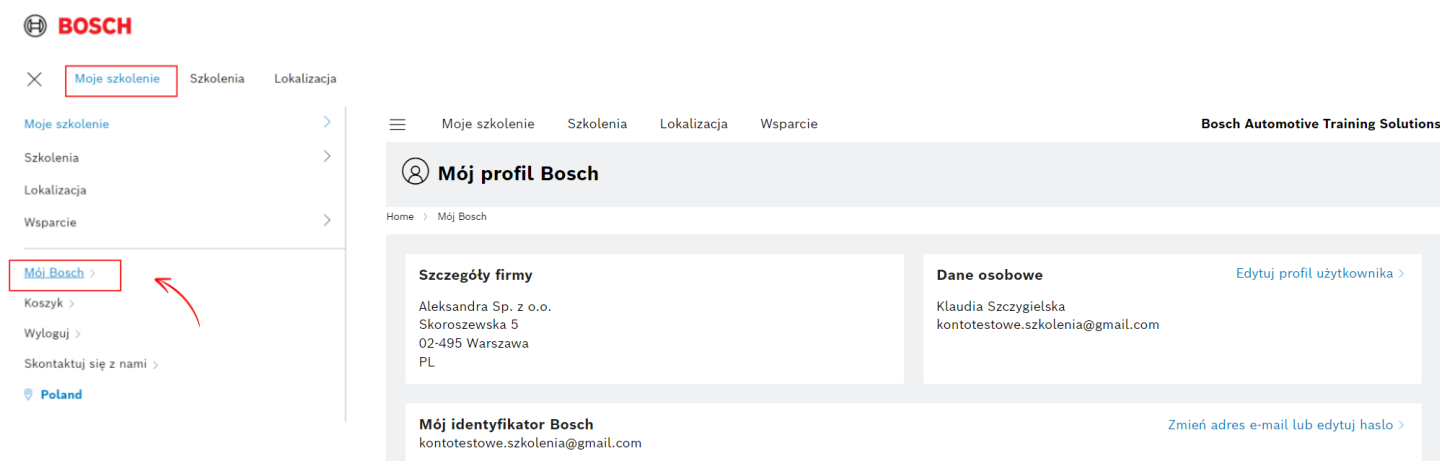 BOSCH
Moje szkolenie Szkolenia Lokalizacja
Moje szkolenie
Szkolenia
Lokalizacja
Wsparcie
Mój Bosch
Koszyk
Wyloguj
Skontaktuj się z nami
Poland
Moje szkolenie Szkolenia Lokalizacja Wsparcie Bosch Automotive Training Solutions
Mój profil Bosch
Home Mój Bosch
Szczegóły firmy
Aleksandra Sp. z o.o.
Skoroszewska 5
02-495 Warszawa
PL
Dane osobowe Edytuj profil użytkownika
Klaudia Szczygielska
kontotestowe.szkolenia@gmail.com
Mój identyfikator Bosch Zmień adres e-mail lub edytuj haslo
kontotestowe.szkolenia@gmail.com